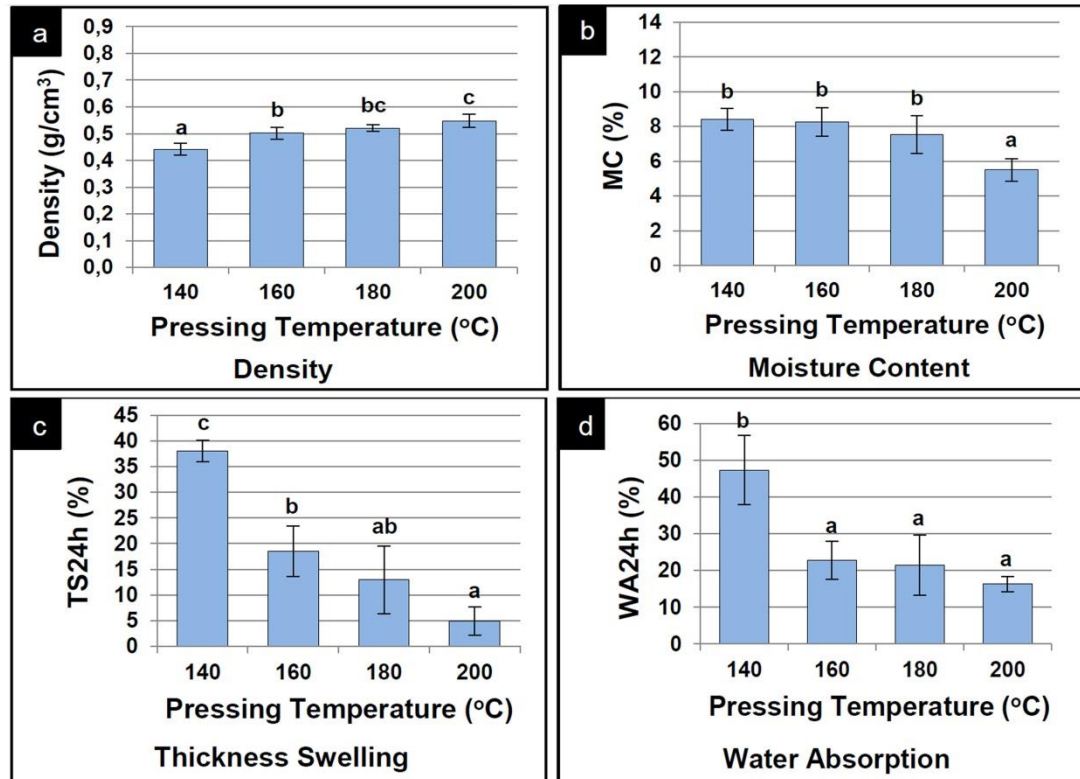 a
Density (g/cm³)
0,9
0,8
0,7
0,6
0,5
0,4
0,3
0,2
0,1
0,0
a
b
bc
c
140 160 180 200
Pressing Temperature (ºC)
Density
b
MC (%)
14
12
10
8
6
4
2
0
b
b
b
a
140 160 180 200
Pressing Temperature (ºC)
Moisture Content
c
TS24h (%)
45
40
35
30
25
20
15
10
5
0
c
b
ab
a
140 160 180 200
Pressing Temperature (ºC)
Thickness Swelling
d
WA24h (%)
60
50
40
30
20
10
0
b
a
a
a
140 160 180 200
Pressing Temperature (ºC)
Water Absorption